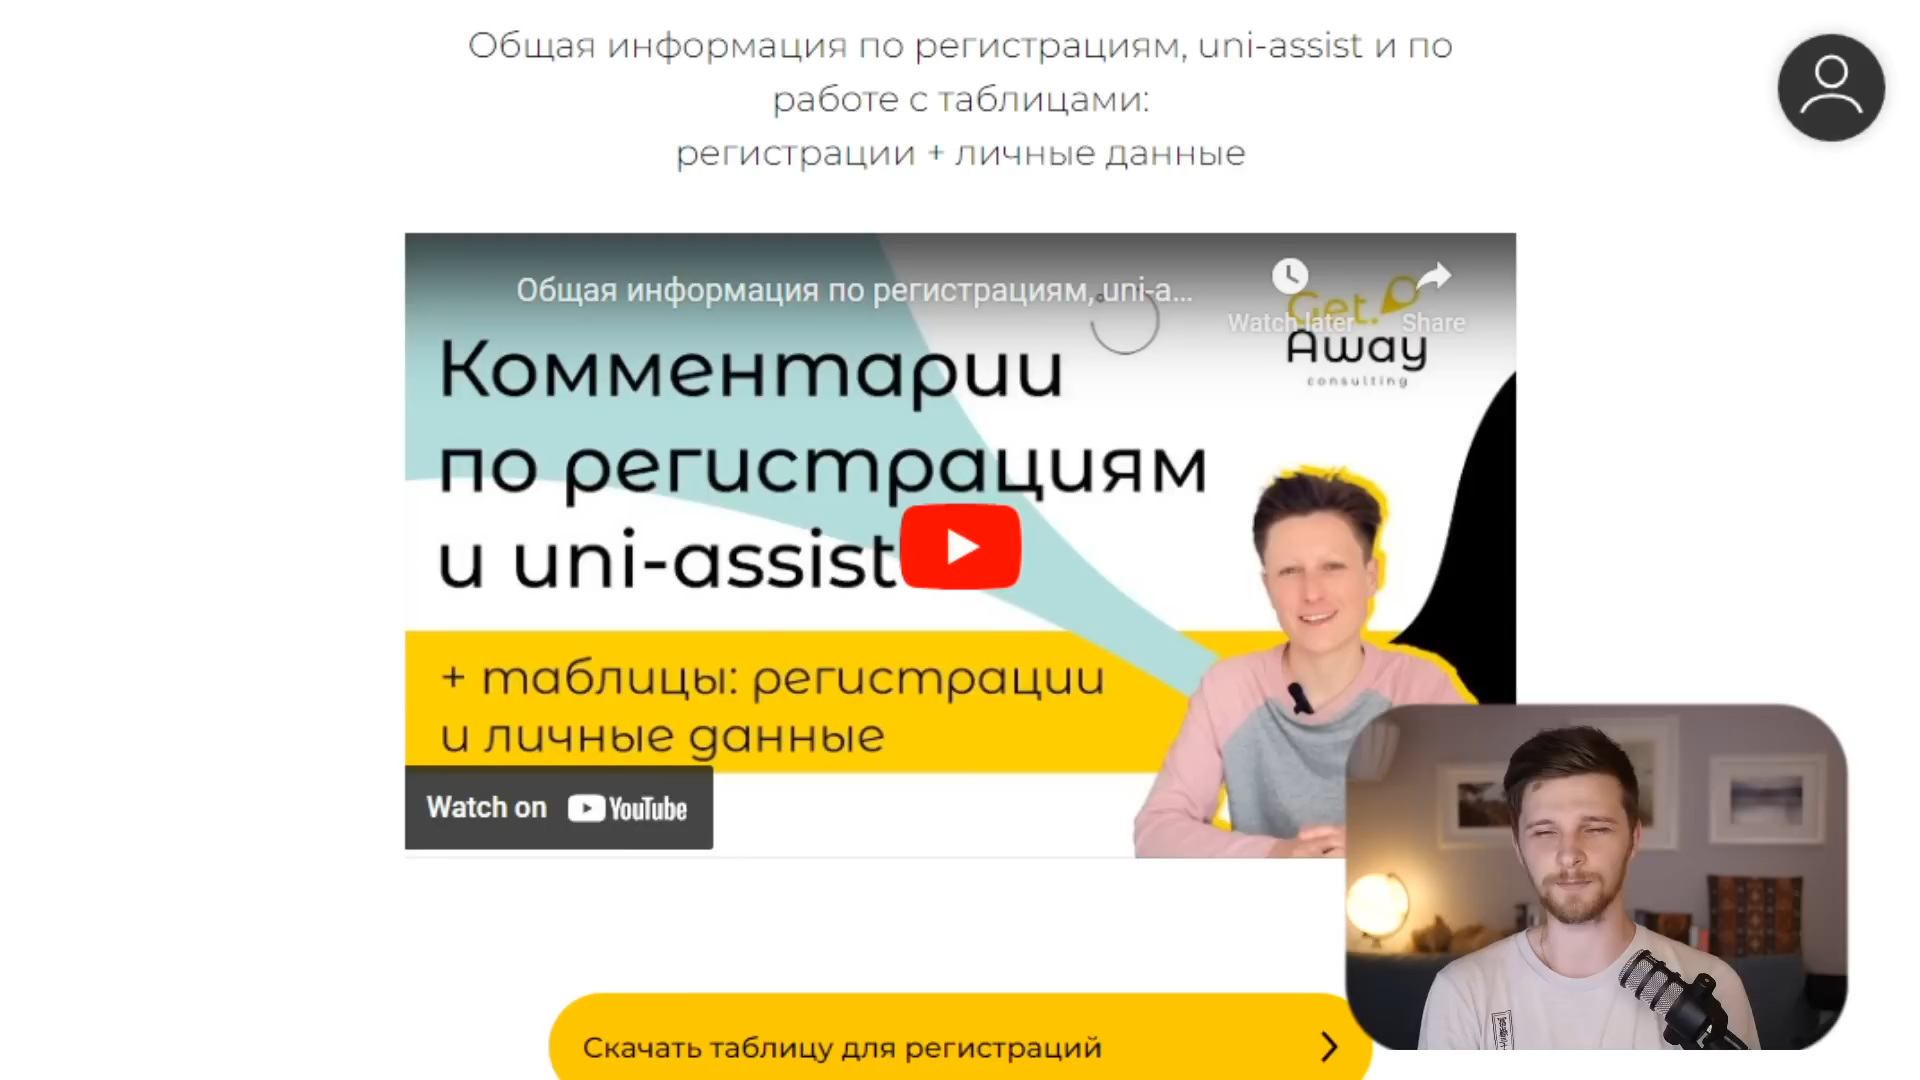 Общая информация по регистрациям, uni-assist и по
работе с таблицами:
регистрации + личные данные
Общая информация по регистрациям, uni-a...
Watch later
Share
Get.
Away
consulting
Комментарии
по регистрациям
и uni-assist
+ таблицы: регистрации
и личные данные
Watch on YouTube
Скачать таблицу для регистраций